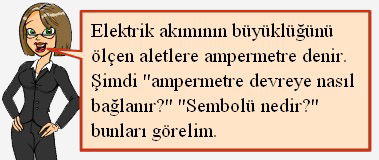 Elektrik akımının büyüklüğünü
ölçen aletlere ampermetre denir.
Şimdi "ampermetre devreye nasıl
bağlanır?" "Sembolü nedir?"
bunları görelim.